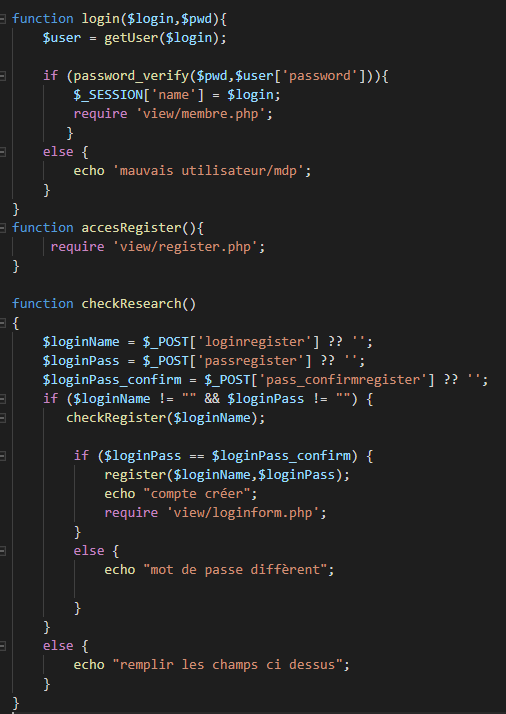 function login($login,$pwd){
$user = getUser($login);
if (password_verify($pwd,$user['password'])){
$_SESSION['name'] = $login;
require 'view/membre.php';
}
else {
echo 'mauvais utilisateur/mdp';
}
}
function accesRegister(){
require 'view/register.php';
}
function checkResearch()
{
$loginName = $_POST['loginregister'] ?? '';
$loginPass = $_POST['passregister'] ?? '';
$loginPass_confirm = $_POST['pass_confirmregister'] ?? '';
if ($loginName != "" && $loginPass != "") {
checkRegister($loginName);
if ($loginPass == $loginPass_confirm) {
register($loginName,$loginPass);
echo "compte créer";
require 'view/loginform.php';
}
else {
echo "mot de passe diffèrent";
}
}
else {
echo "remplir les champs ci dessus";
}
}